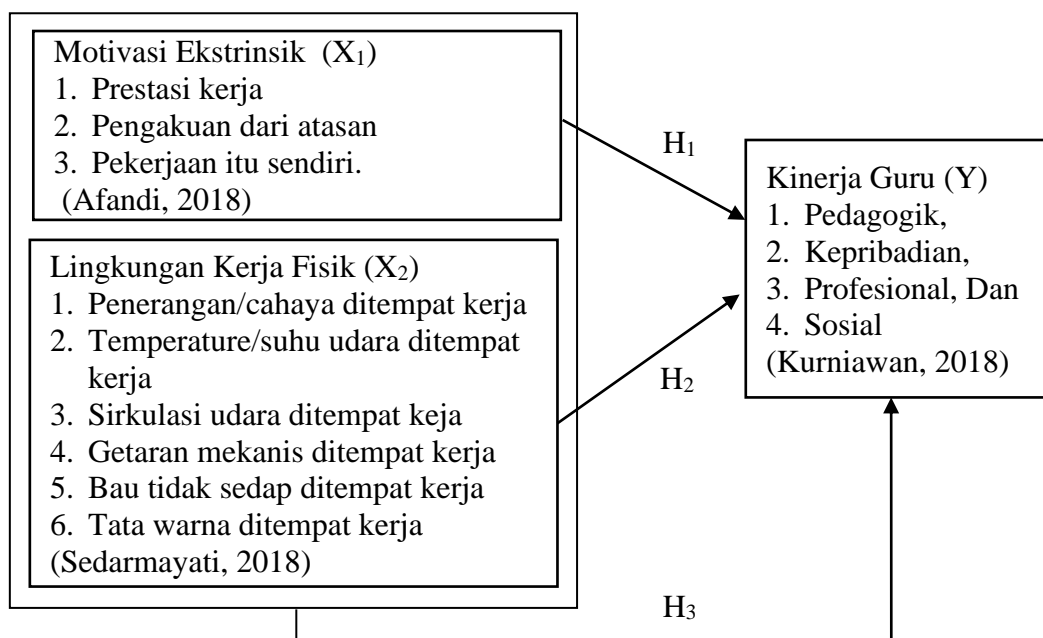 Motivasi Ekstrinsik (X₁)
1. Prestasi kerja
2. Pengakuan dari atasan
3. Pekerjaan itu sendiri.
(Afandi, 2018)
H₁
Kinerja Guru (Y)
1. Pedagogik,
2. Kepribadian,
3. Profesional, Dan
4. Sosial
(Kurniawan, 2018)
Lingkungan Kerja Fisik (X₂)
1. Penerangan/cahaya ditempat kerja
2. Temperature/suhu udara ditempat
kerja
3. Sirkulasi udara ditempat keja
4. Getaran mekanis ditempat kerja
5. Bau tidak sedap ditempat kerja
6. Tata warna ditempat kerja
(Sedarmayati, 2018)
H₂
H₃